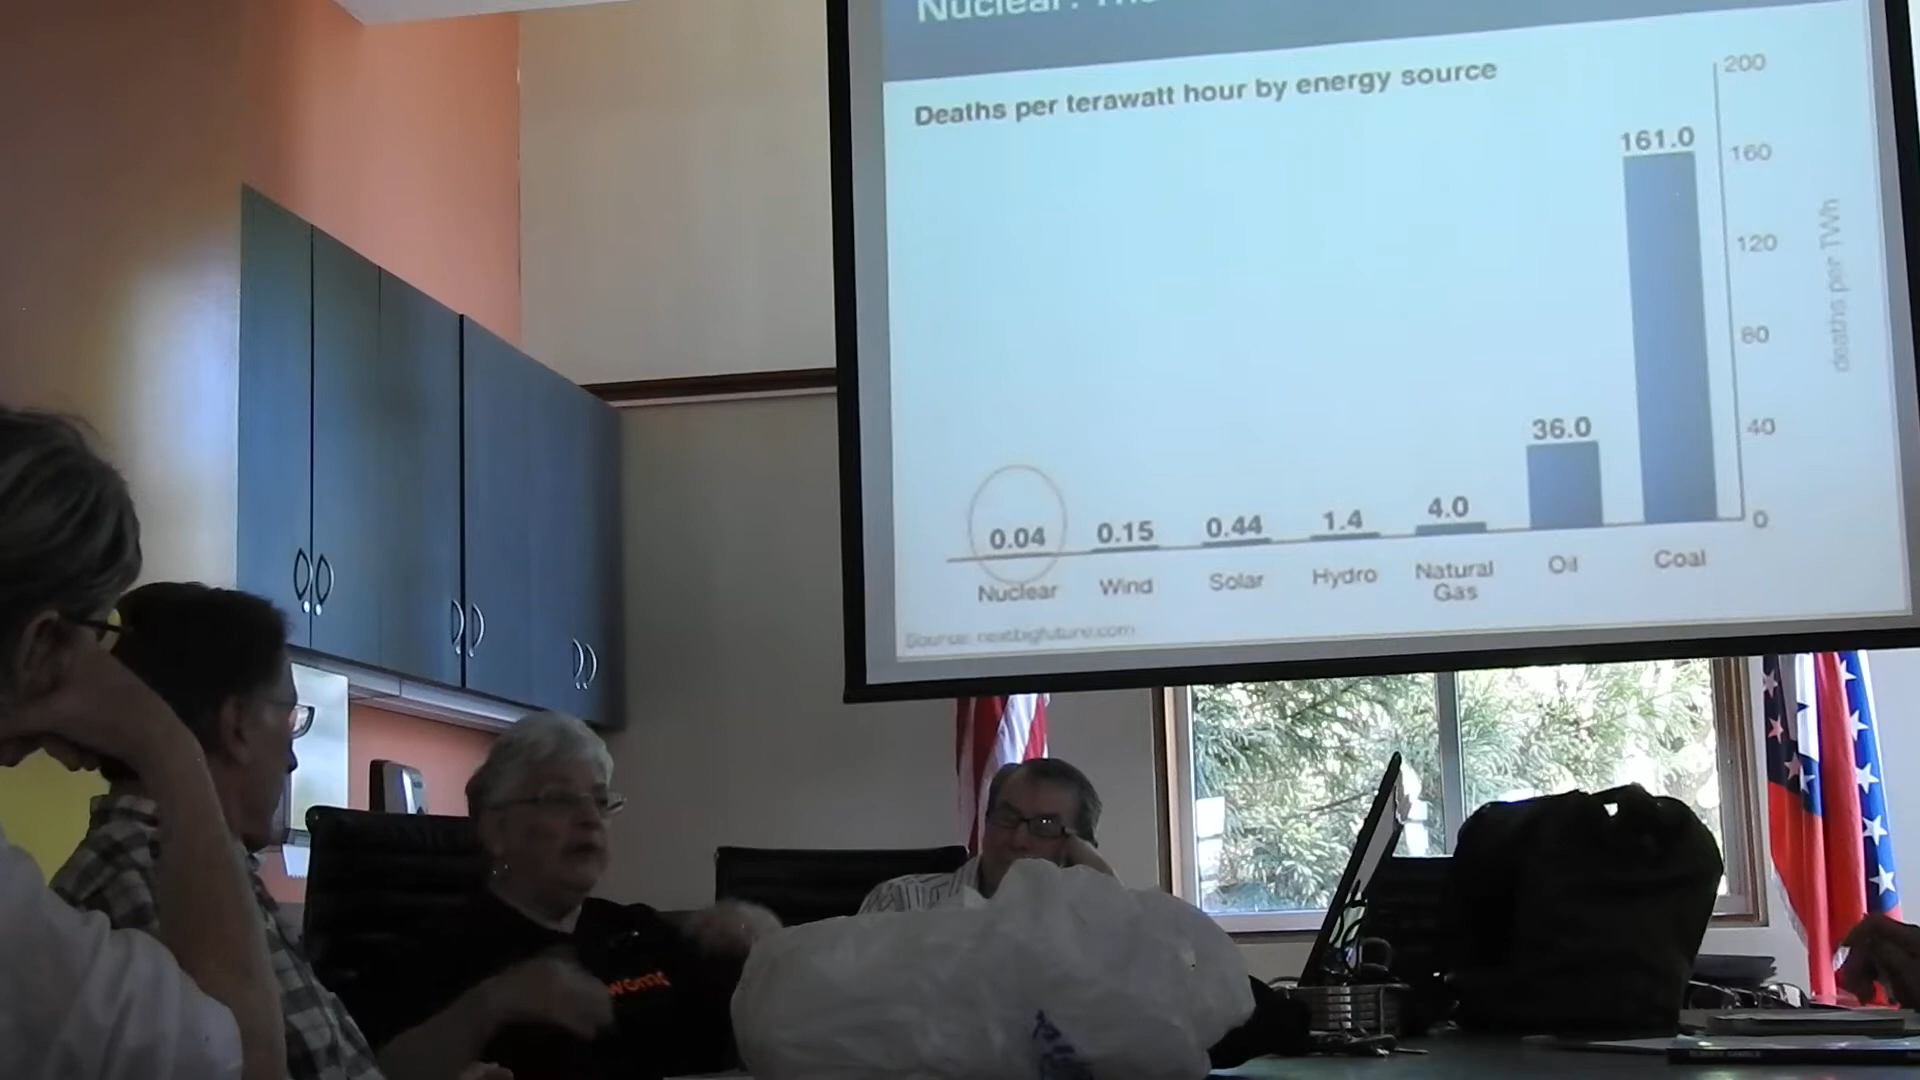 Nuclear: The
Deaths per terawatt hour by energy source
200
161.0
160
120
deaths per TWh
80
40
36.0
4.0
1.4
0.44
0.15
0.04
0
Nuclear
Wind
Solar
Hydro
Natural
Gas
Oil
Coal
Source: nextbigfuture.com